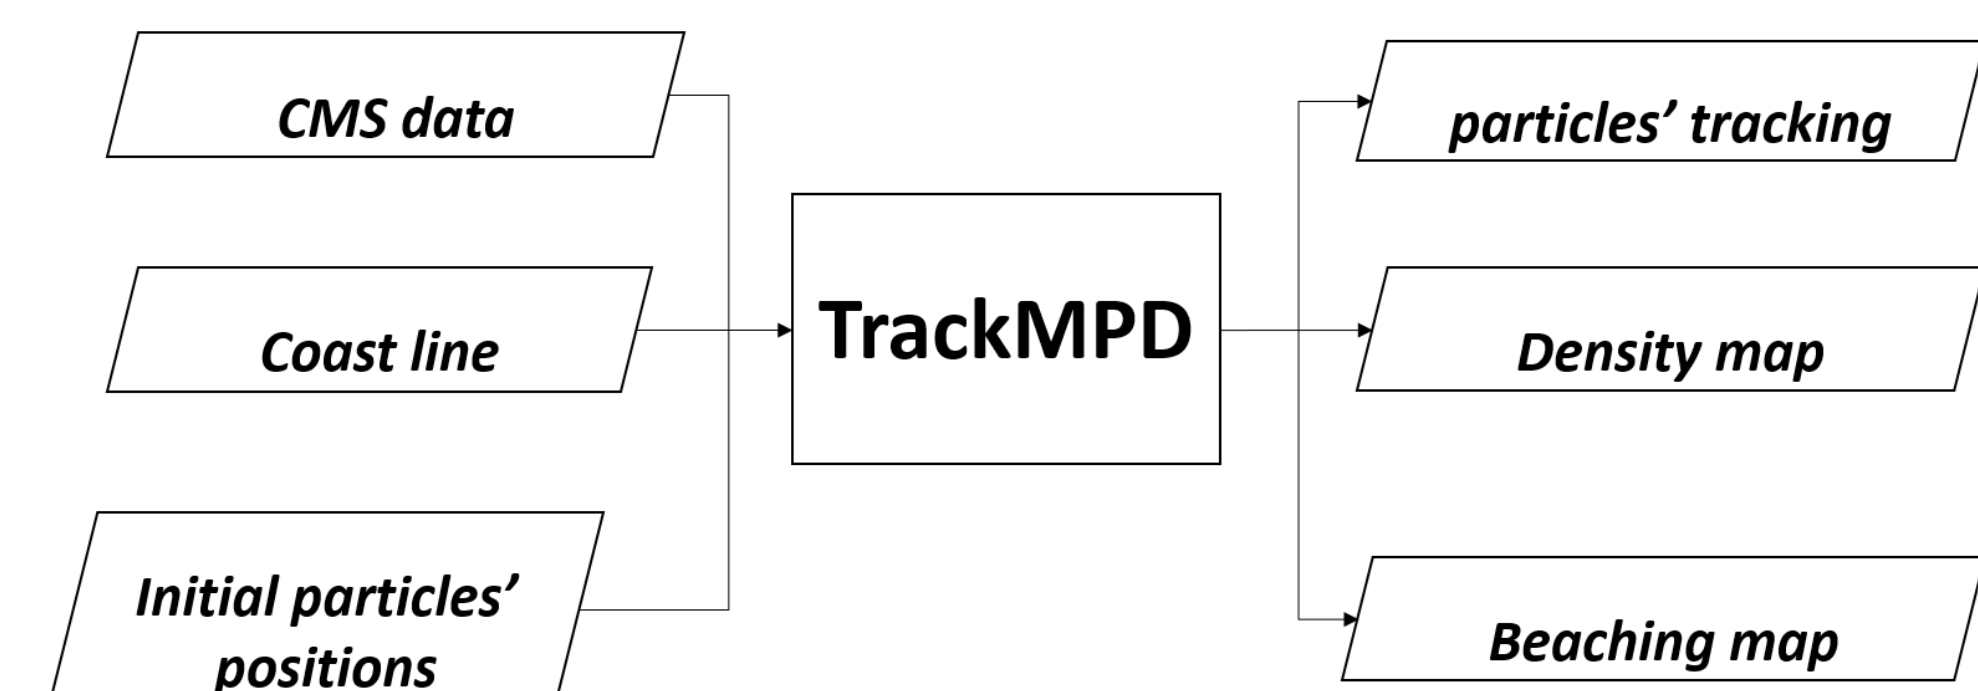 CMS data
Coast line
Initial particles’
positions
TrackMPD
particles’ tracking
Density map
Beaching map